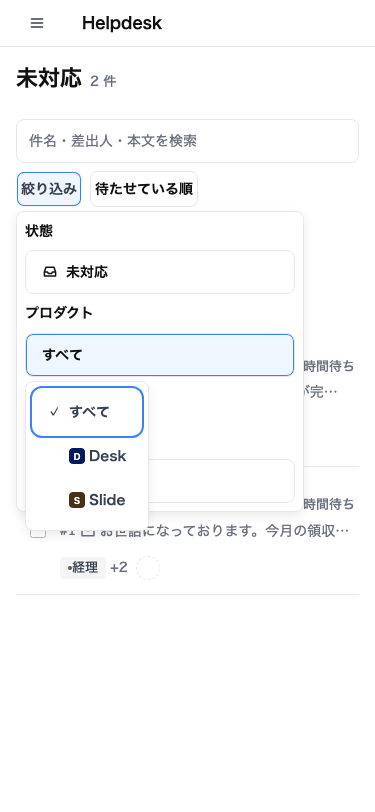 Helpdesk
未対応 2 件
件名・差出人・本文を検索
絞り込み 待たせている順
状態
未対応
プロダクト
すべて
時間待ち
✓ すべて
が完…
D Desk
S Slide
時間待ち
#1 お世話になっております。今月の領収…
•経理 +2